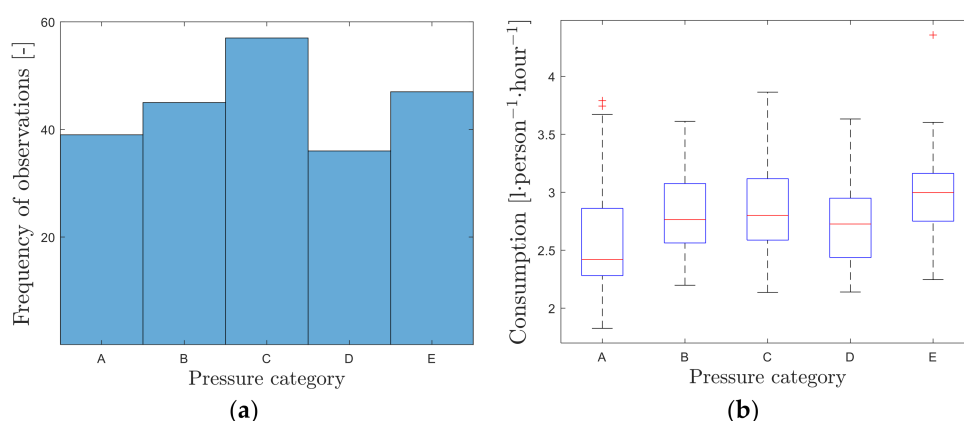 Frequency of observations [-]
60
40
20
A B C D E
Pressure category
(a)
Consumption [l·person⁻¹·hour⁻¹]
4
3.5
3
2.5
2
A B C D E
Pressure category
(b)